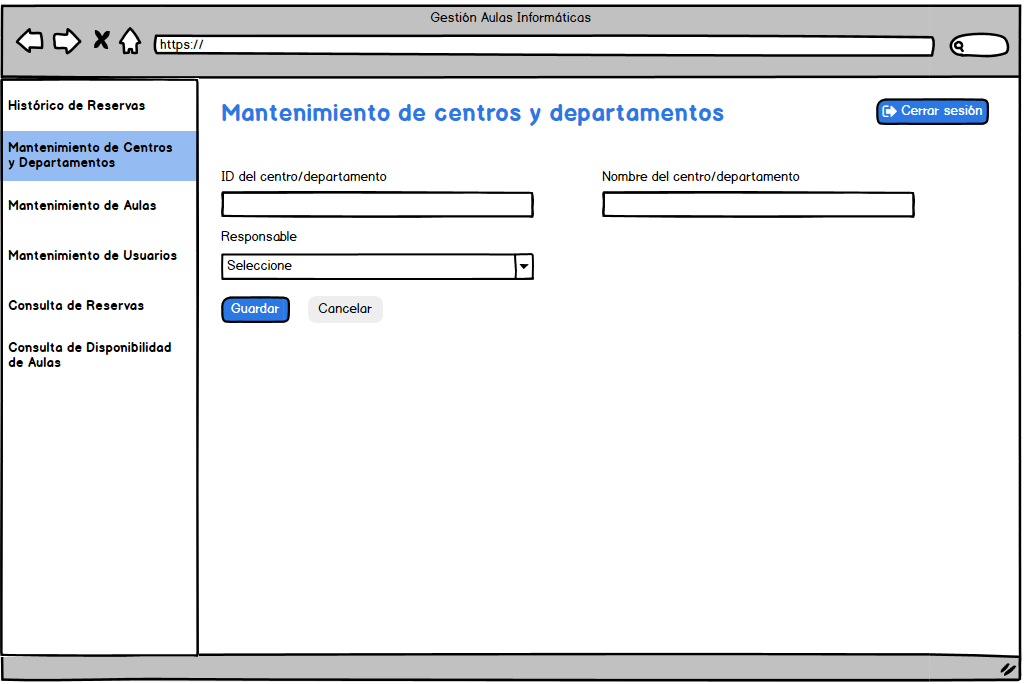 Gestión Aulas Informáticas
https://
Histórico de Reservas
Mantenimiento de Centros
y Departamentos
Mantenimiento de Aulas
Mantenimiento de Usuarios
Consulta de Reservas
Consulta de Disponibilidad
de Aulas
Mantenimiento de centros y departamentos
Cerrar sesión
ID del centro/departamento
Nombre del centro/departamento
Responsable
Seleccione
Guardar
Cancelar